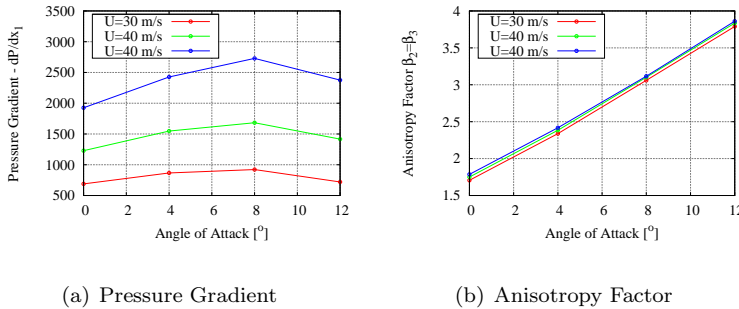 Pressure Gradient - dP/dx1
3500
3000
2500
2000
1500
1000
500
U=30 m/s
U=40 m/s
U=40 m/s
0 2 4 6 8 10 12
Angle of Attack [o]
(a) Pressure Gradient
Anisotropy Factor β2=β3
4
3.5
3
2.5
2
1.5
U=30 m/s
U=40 m/s
U=40 m/s
0 2 4 6 8 10 12
Angle of Attack [o]
(b) Anisotropy Factor